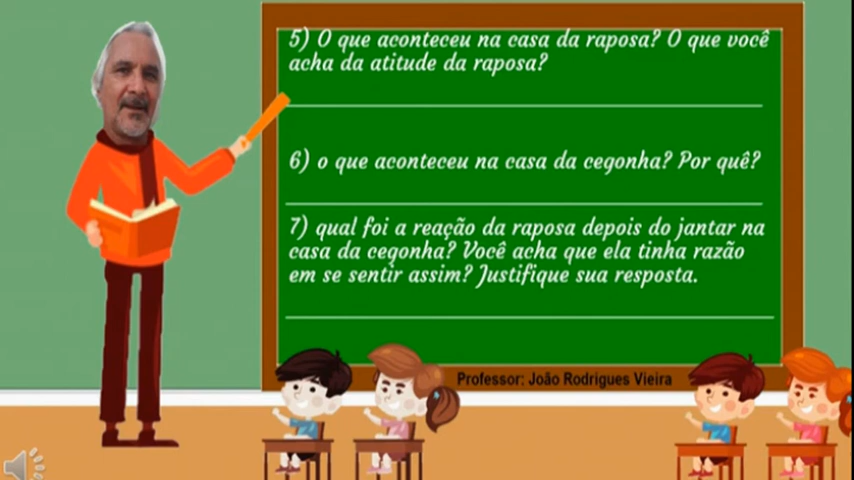 5) O que aconteceu na casa da raposa? O que você
acha da atitude da raposa?
6) o que aconteceu na casa da cegonha? Por quê?
7) qual foi a reação da raposa depois do jantar na
casa da cegonha? Você acha que ela tinha razão
em se sentir assim? Justifique sua resposta.
Professor: João Rodrigues Vieira